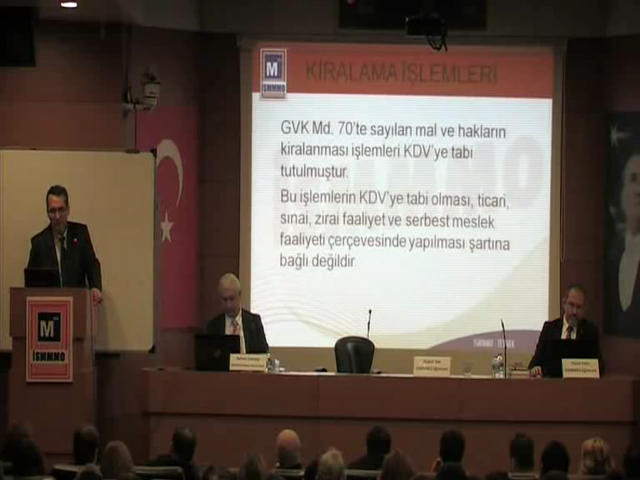 M
İSMMMO
KİRALAMA İŞLEMLERİ
GVK Md. 70'te sayılan mal ve hakların
kiralanması işlemleri KDV'ye tabi
tutulmuştur.
Bu işlemlerin KDV'ye tabi olması, ticari,
sınai, zirai faaliyet ve serbest meslek
faaliyeti çerçevesinde yapılması şartına
bağlı değildir
M
İSMMMO